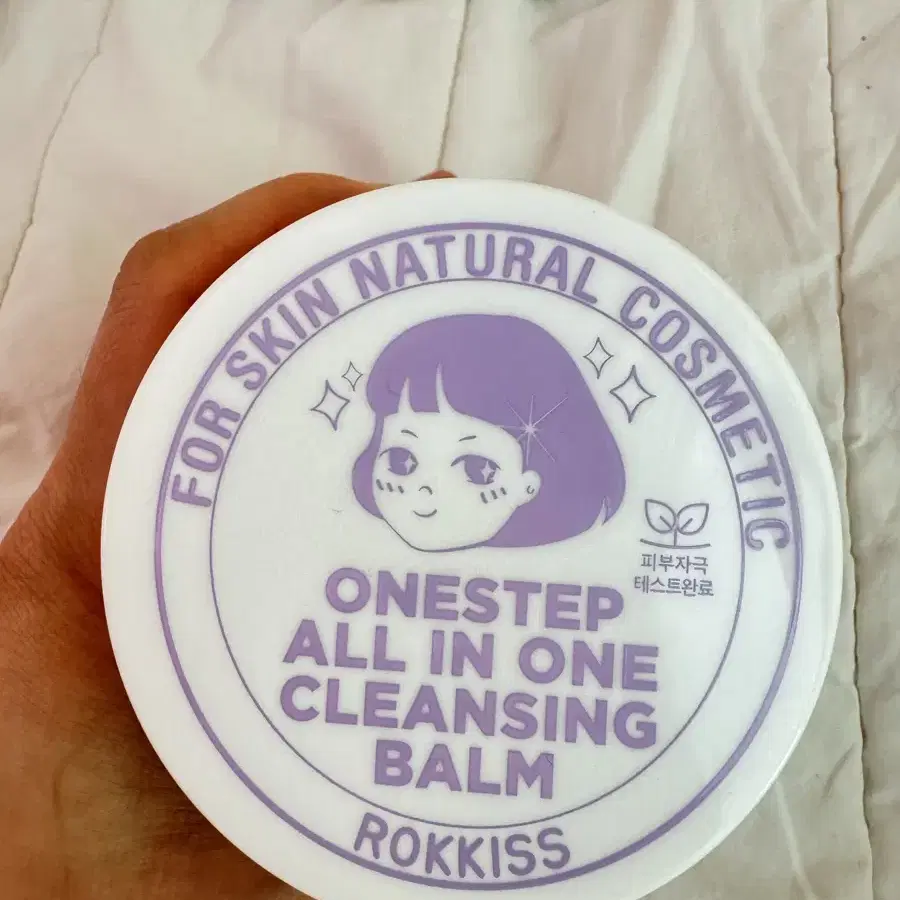 FOR SKIN NATURAL COSMETIC
피부자극
테스트완료
ONESTEP
ALL IN ONE
CLEANSING
BALM
ROKKISS